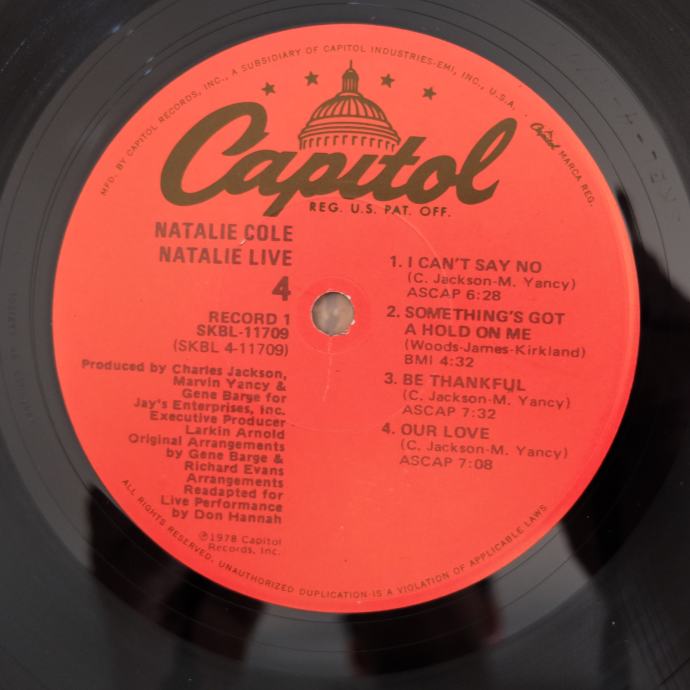 MFD. BY CAPITOL RECORDS, INC., A SUBSIDIARY OF CAPITOL INDUSTRIES-EMI, INC., U.S.A.
Capitol MARCA REG.
Capitol
REG. U.S. PAT. OFF.
NATALIE COLE
NATALIE LIVE
4
RECORD 1
SKBL-11709
(SKBL 4-11709)
Produced by Charles Jackson,
Marvin Yancy &
Gene Barge for
Jay's Enterprises, Inc.
Executive Producer
Larkin Arnold
Original Arrangements
by Gene Barge &
Richard Evans
Arrangements
Readapted for
Live Performance
by Don Hannah
℗1978 Capitol
Records, Inc.
1. I CAN'T SAY NO
(C. Jackson-M. Yancy)
ASCAP 6:28
2. SOMETHING'S GOT
A HOLD ON ME
(Woods-James-Kirkland)
BMI 4:32
3. BE THANKFUL
(C. Jackson-M. Yancy)
ASCAP 7:32
4. OUR LOVE
(C. Jackson-M. Yancy)
ASCAP 7:08
ALL RIGHTS RESERVED, UNAUTHORIZED DUPLICATION IS A VIOLATION OF APPLICABLE LAWS